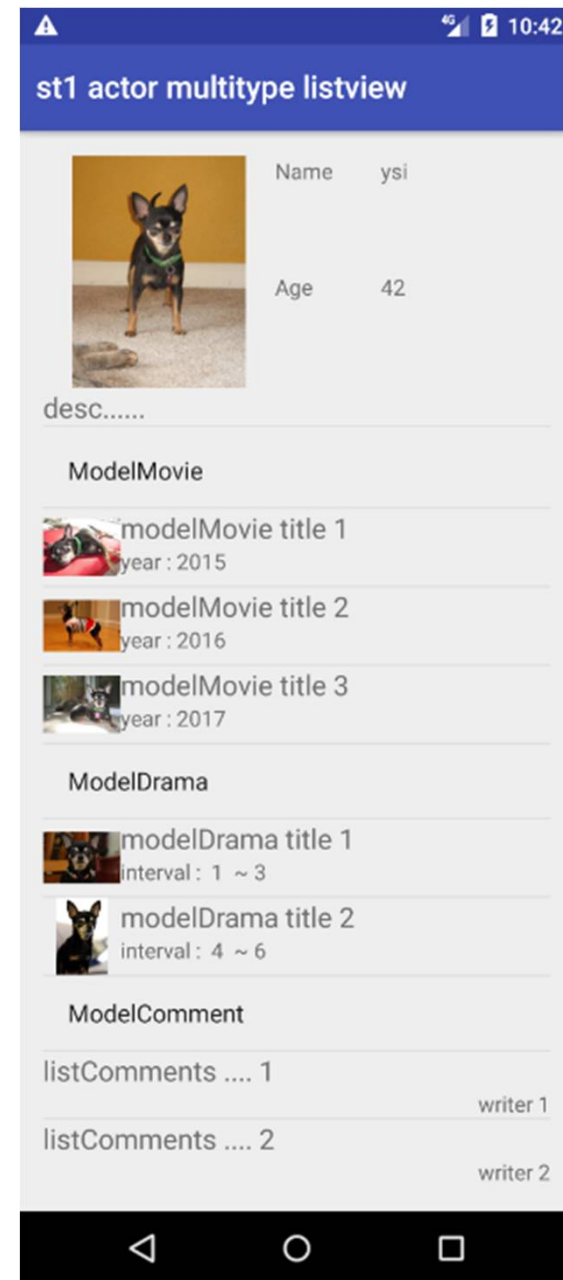 4G 10:42
st1 actor multitype listview
Name ysi
Age 42
desc......
ModelMovie
modelMovie title 1
year : 2015
modelMovie title 2
year : 2016
modelMovie title 3
year : 2017
ModelDrama
modelDrama title 1
interval : 1 ~ 3
modelDrama title 2
interval : 4 ~ 6
ModelComment
listComments .... 1
writer 1
listComments .... 2
writer 2